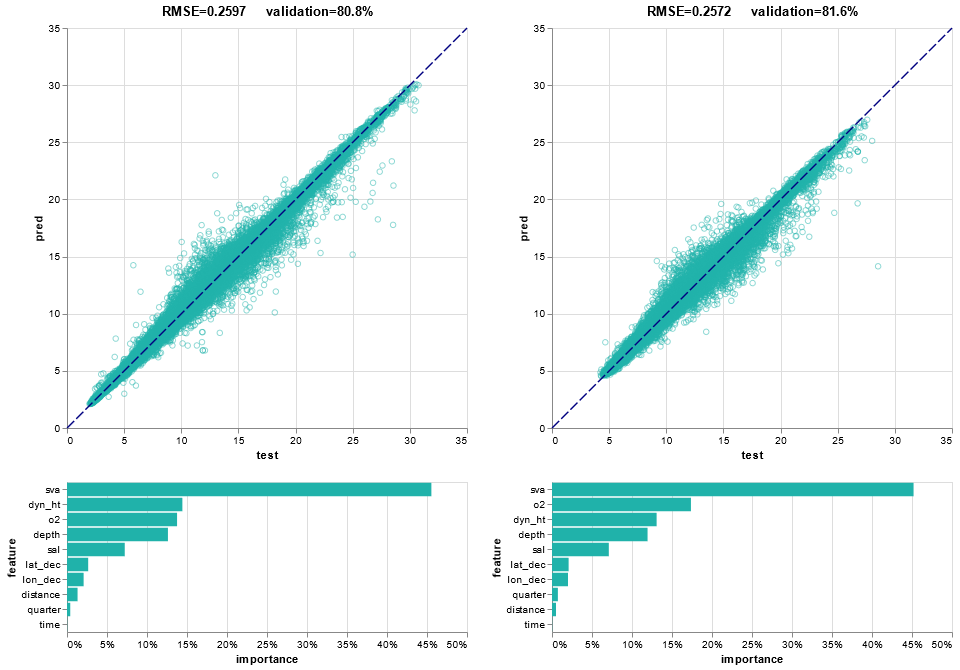 RMSE=0.2597 validation=80.8%
35
30
25
20
15
10
5
0
pred
0 5 10 15 20 25 30 35
test
RMSE=0.2572 validation=81.6%
35
30
25
20
15
10
5
0
pred
0 5 10 15 20 25 30 35
test
feature
sva
dyn_ht
o2
depth
sal
lat_dec
lon_dec
distance
quarter
time
0% 5% 10% 15% 20% 25% 30% 35% 40% 45% 50%
importance
feature
sva
o2
dyn_ht
depth
sal
lat_dec
lon_dec
quarter
distance
time
0% 5% 10% 15% 20% 25% 30% 35% 40% 45% 50%
importance